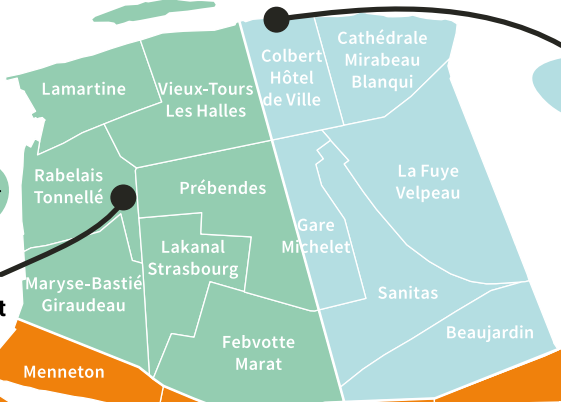 Colbert
Hôtel
de Ville
Cathédrale
Mirabeau
Blanqui
Lamartine
Vieux-Tours
Les Halles
Rabelais
Tonnellé
Prébendes
La Fuye
Velpeau
Gare
Michelet
Lakanal
Strasbourg
Maryse-Bastié
Giraudeau
Sanitas
Febvotte
Marat
Beaujardin
Menneton
t